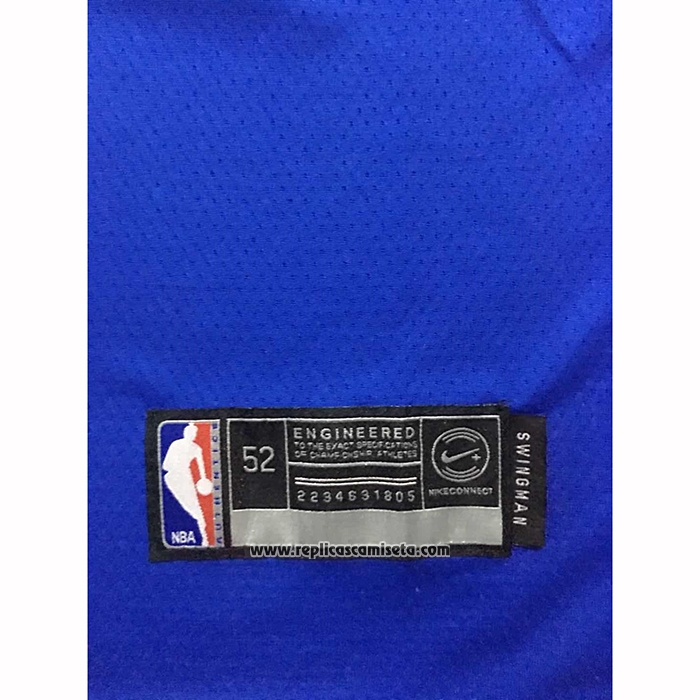 NBA
AUTHENTICS
52
ENGINEERED
TO THE EXACT SPECIFICATIONS
OF CHAMPIONSHIP ATHLETES
2234631805
NIKECONNECT
SWINGMAN
www.replicascamiseta.com